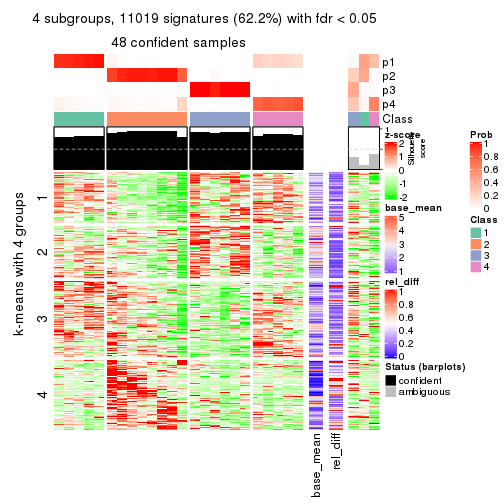 4 subgroups, 11019 signatures (62.2%) with fdr < 0.05
48 confident samples
p1
p2
p3
p4
Class
Silhouette
score
k-means with 4 groups
1
2
3
4
base_mean
rel_diff
z-score
2
1
0
-1
-2
base_mean
5
4
3
2
1
rel_diff
1
0.8
0.6
0.4
0.2
0
Status (barplots)
confident
ambiguous
Prob
1
0.8
0.6
0.4
0.2
0
Class
1
2
3
4